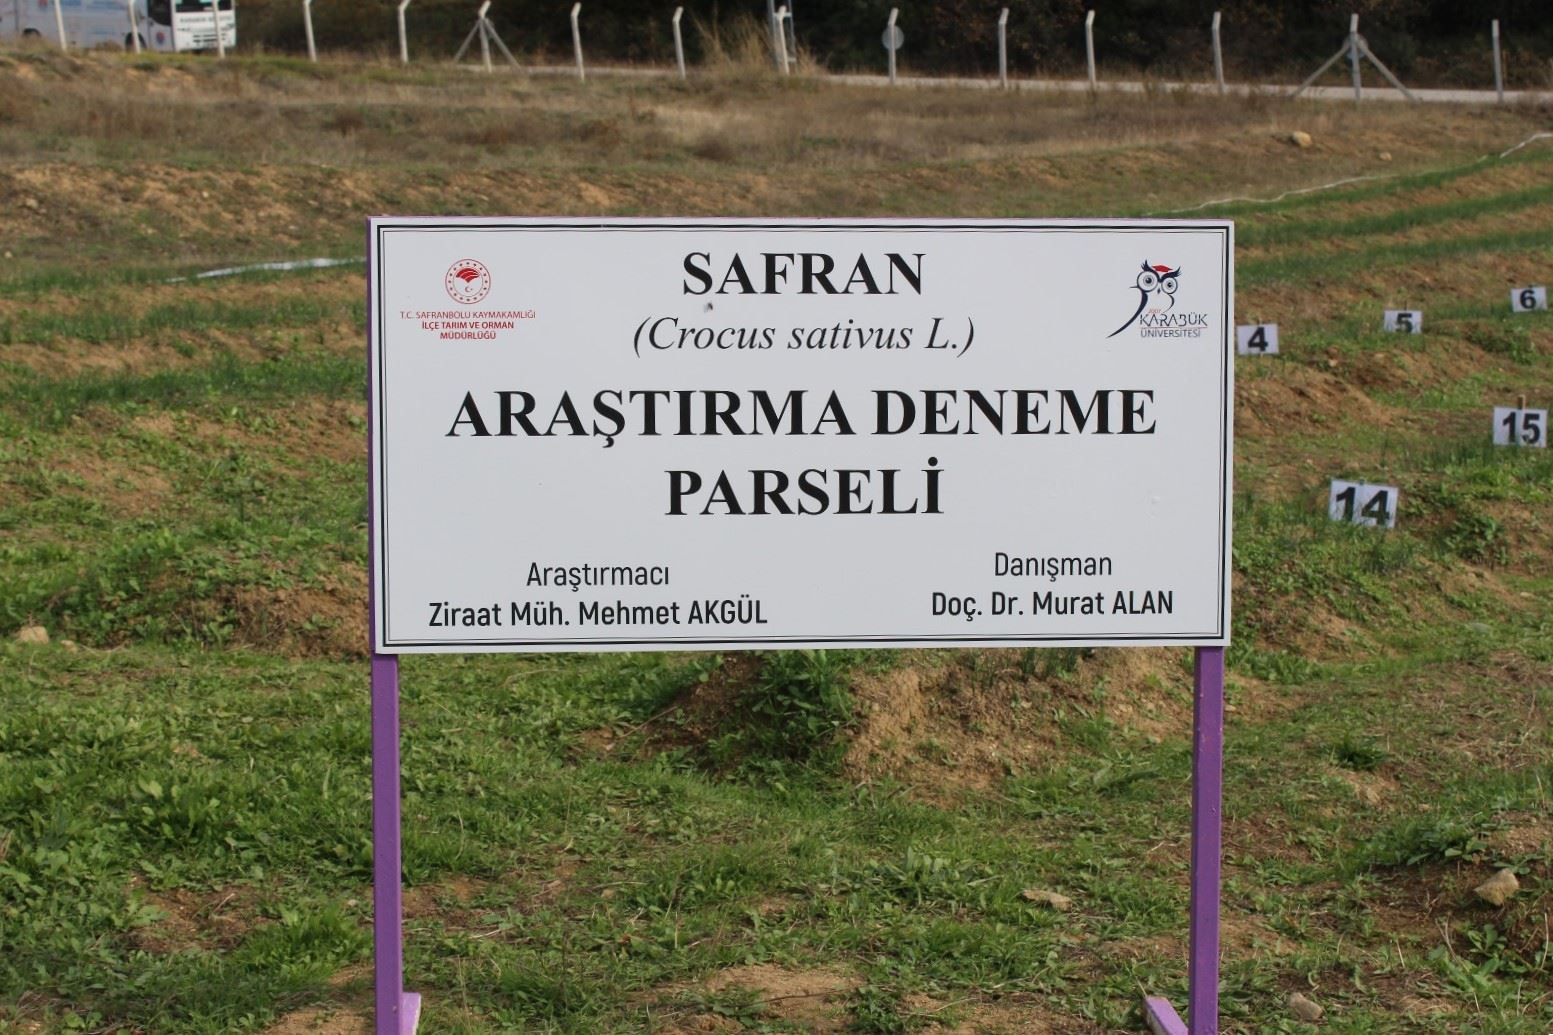 SAFRAN
(Crocus sativus L.)
T.C. SAFRANBOLU KAYMAKAMLIĞI
İLÇE TARIM VE ORMAN
MÜDÜRLÜĞÜ
2007
KARABÜK
ÜNİVERSİTESİ
ARAŞTIRMA DENEME
PARSELİ
Araştırmacı
Ziraat Müh. Mehmet AKGÜL
Danışman
Doç. Dr. Murat ALAN
4
5
6
15
14